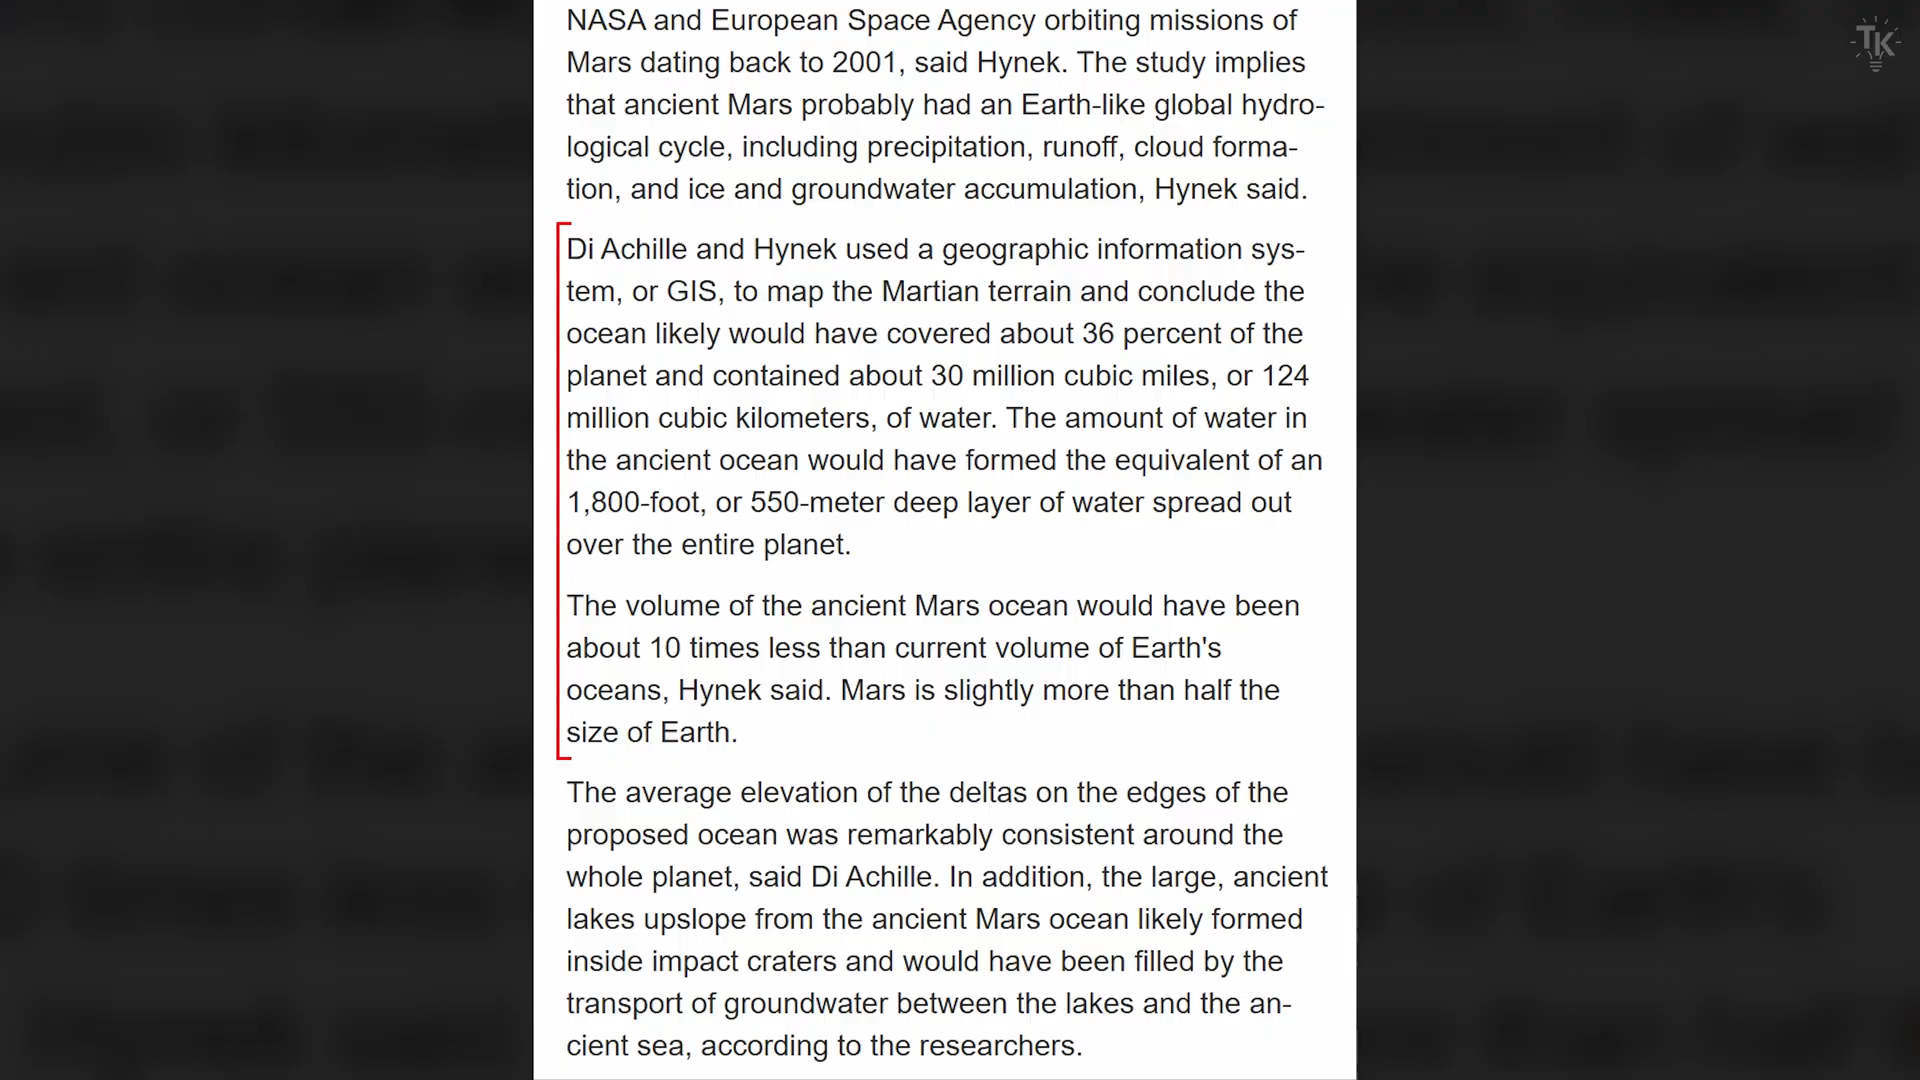 NASA and European Space Agency orbiting missions of
Mars dating back to 2001, said Hynek. The study implies
that ancient Mars probably had an Earth-like global hydro-
logical cycle, including precipitation, runoff, cloud forma-
tion, and ice and groundwater accumulation, Hynek said.
Di Achille and Hynek used a geographic information sys-
tem, or GIS, to map the Martian terrain and conclude the
ocean likely would have covered about 36 percent of the
planet and contained about 30 million cubic miles, or 124
million cubic kilometers, of water. The amount of water in
the ancient ocean would have formed the equivalent of an
1,800-foot, or 550-meter deep layer of water spread out
over the entire planet.
The volume of the ancient Mars ocean would have been
about 10 times less than current volume of Earth's
oceans, Hynek said. Mars is slightly more than half the
size of Earth.
The average elevation of the deltas on the edges of the
proposed ocean was remarkably consistent around the
whole planet, said Di Achille. In addition, the large, ancient
lakes upslope from the ancient Mars ocean likely formed
inside impact craters and would have been filled by the
transport of groundwater between the lakes and the an-
cient sea, according to the researchers.
TK